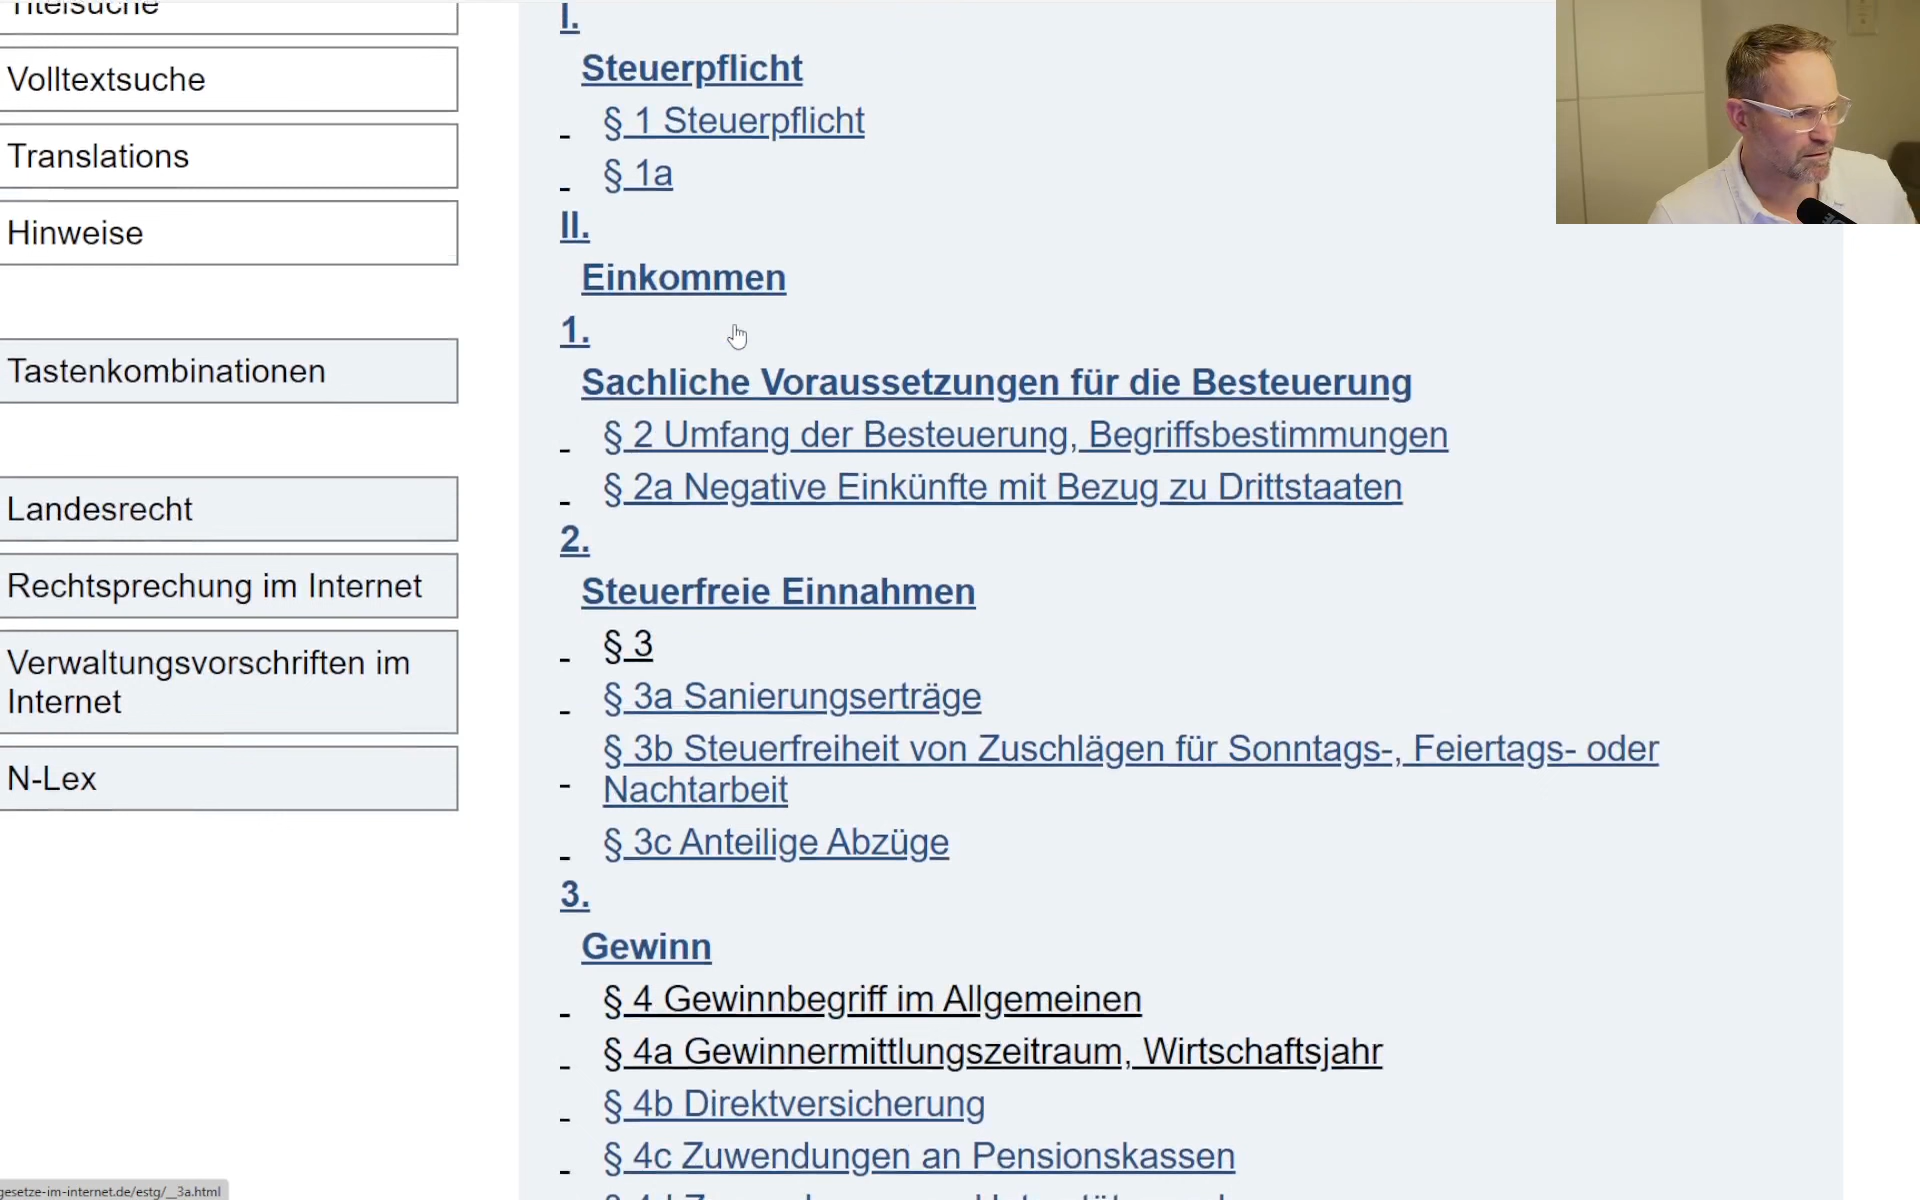 Titelsuche
Volltextsuche
Translations
Hinweise
Tastenkombinationen
Landesrecht
Rechtsprechung im Internet
Verwaltungsvorschriften im
Internet
N-Lex
I.
Steuerpflicht
§ 1 Steuerpflicht
§ 1a
II.
Einkommen
1.
Sachliche Voraussetzungen für die Besteuerung
§ 2 Umfang der Besteuerung, Begriffsbestimmungen
§ 2a Negative Einkünfte mit Bezug zu Drittstaaten
2.
Steuerfreie Einnahmen
§ 3
§ 3a Sanierungserträge
§ 3b Steuerfreiheit von Zuschlägen für Sonntags-, Feiertags- oder
Nachtarbeit
§ 3c Anteilige Abzüge
3.
Gewinn
§ 4 Gewinnbegriff im Allgemeinen
§ 4a Gewinnermittlungszeitraum, Wirtschaftsjahr
§ 4b Direktversicherung
§ 4c Zuwendungen an Pensionskassen
gesetze-im-internet.de/estg/__3a.html